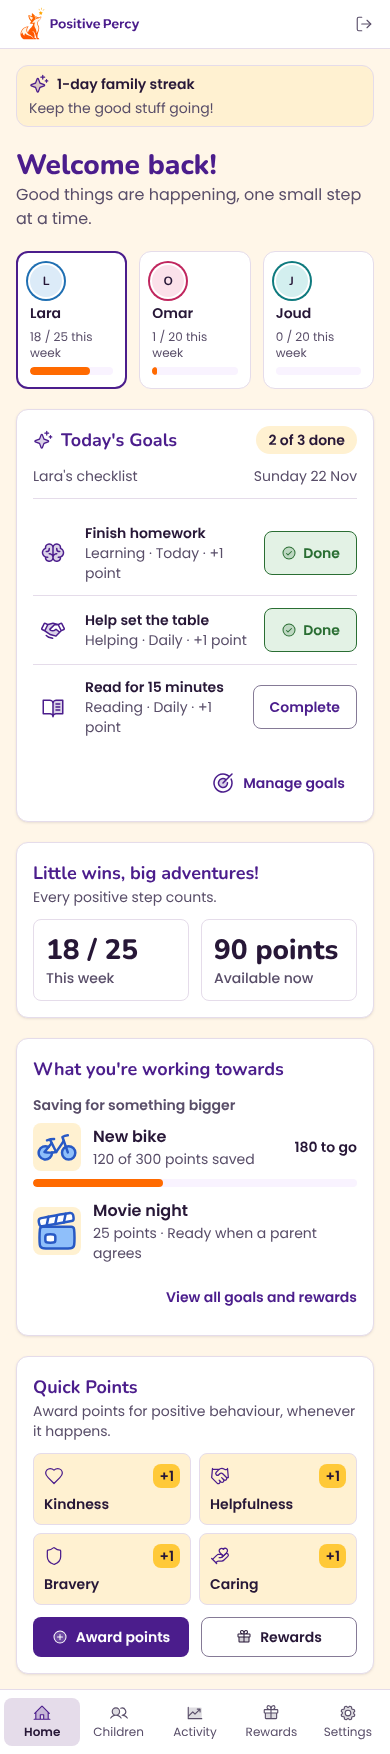 Positive Percy
1-day family streak
Keep the good stuff going!
Welcome back!
Good things are happening, one small step
at a time.
L
Lara
18 / 25 this
week
O
Omar
1 / 20 this
week
J
Joud
0 / 20 this
week
Today's Goals
2 of 3 done
Lara's checklist
Sunday 22 Nov
Finish homework
Learning · Today · +1
point
Done
Help set the table
Helping · Daily · +1 point
Done
Read for 15 minutes
Reading · Daily · +1
point
Complete
Manage goals
Little wins, big adventures!
Every positive step counts.
18 / 25
This week
90 points
Available now
What you're working towards
Saving for something bigger
New bike
120 of 300 points saved
180 to go
Movie night
25 points · Ready when a parent
agrees
View all goals and rewards
Quick Points
Award points for positive behaviour, whenever
it happens.
+1
Kindness
+1
Helpfulness
+1
Bravery
+1
Caring
Award points
Rewards
Home
Children
Activity
Rewards
Settings